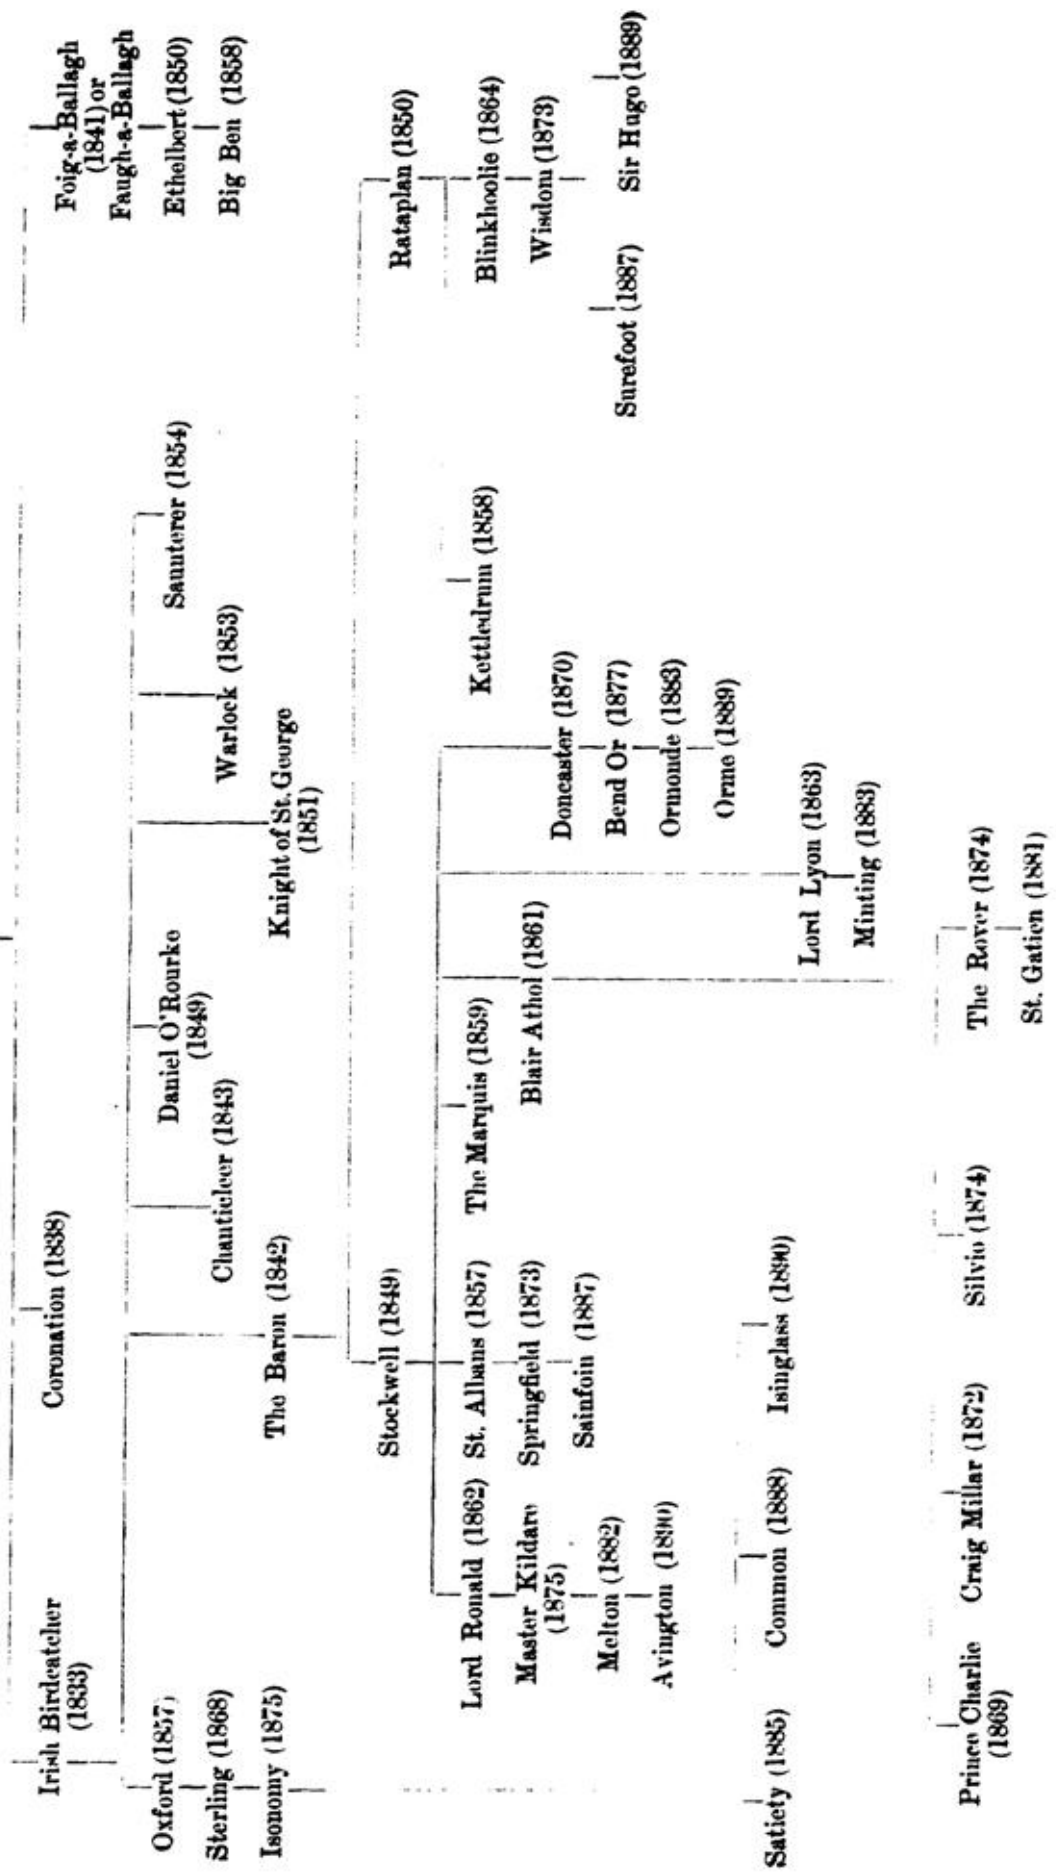 Irish Birdcatcher
(1833)
Coronation (1838)
Foig-a-Ballagh
(1841) or
Faugh-a-Ballagh
Ethelbert (1850)
Big Ben (1858)
Oxford (1857)
Sterling (1868)
Isonomy (1875)
The Baron (1842)
Chanticleer (1843)
Daniel O'Rourke
(1849)
Knight of St. George
(1851)
Warlock (1853)
Saunterer (1854)
Stockwell (1849)
Rataplan (1850)
Lord Ronald (1862)
Master Kildare
(1875)
Melton (1882)
Avington (1890)
St. Albans (1857)
Springfield (1873)
Sainfoin (1887)
The Marquis (1859)
Blair Athol (1861)
Lord Lyon (1863)
Minting (1883)
Doncaster (1870)
Bend Or (1877)
Ormonde (1883)
Orme (1889)
Kettledrum (1858)
Blinkhoolie (1864)
Wisdom (1873)
Surefoot (1887)
Sir Hugo (1889)
Satiety (1885)
Common (1888)
Isinglass (1890)
Prince Charlie
(1869)
Craig Millar (1872)
Silvio (1874)
The Rover (1874)
St. Gatien (1881)